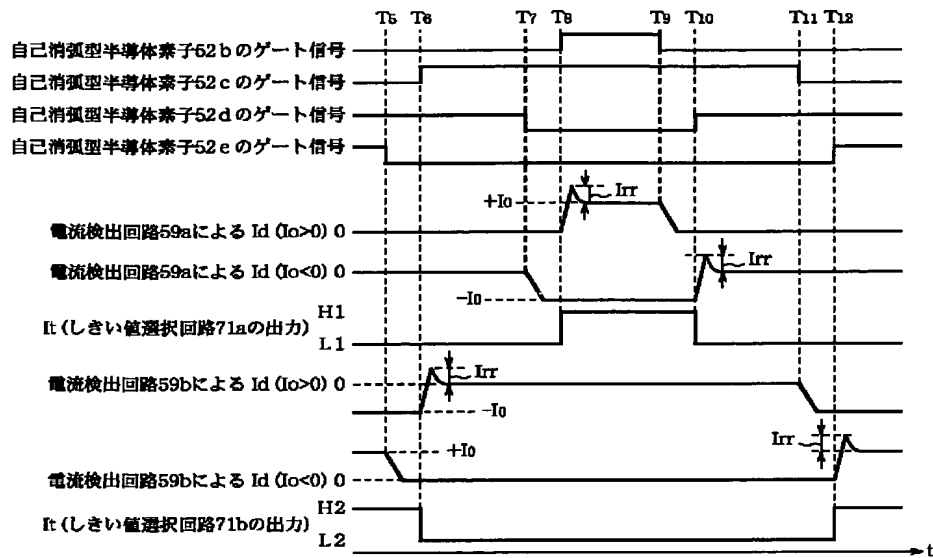 T5 T6 T7 T8 T9 T10 T11 T12
自己消弧型半導体素子52bのゲート信号
自己消弧型半導体素子52cのゲート信号
自己消弧型半導体素子52dのゲート信号
自己消弧型半導体素子52eのゲート信号
+Io Irr
電流検出回路59aによる Id (Io>0) 0
電流検出回路59aによる Id (Io<0) 0 Irr
-Io
H1
It (しきい値選択回路71aの出力)
L1
電流検出回路59bによる Id (Io>0) 0 Irr
-Io
Irr
+Io
電流検出回路59bによる Id (Io<0) 0
H2
It (しきい値選択回路71bの出力)
L2
t